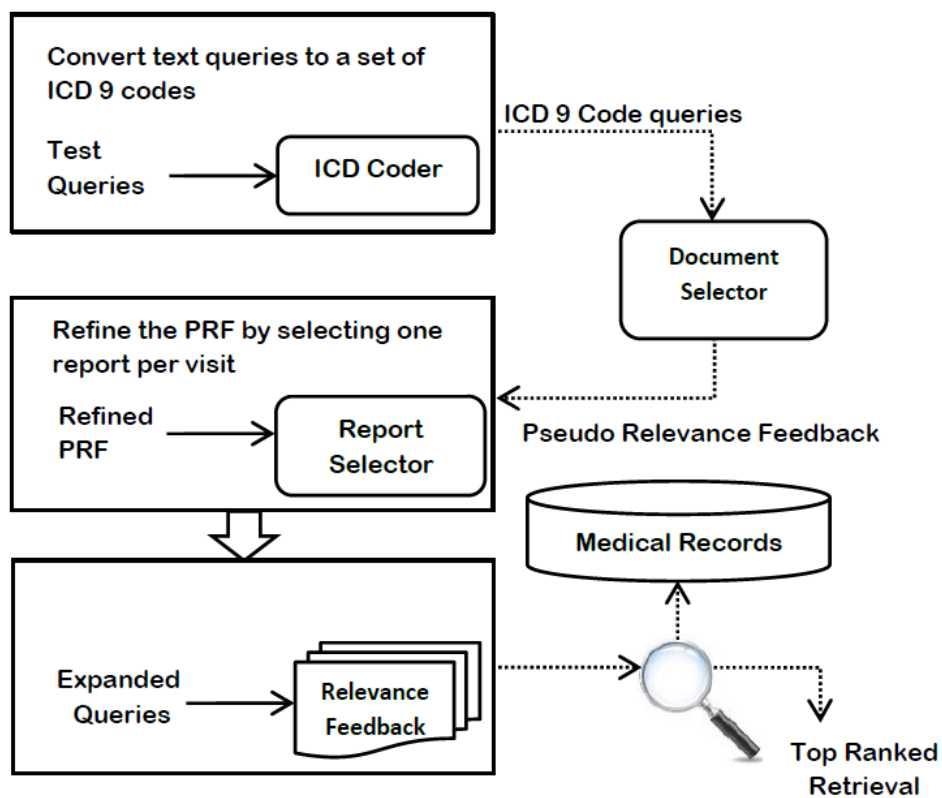 Convert text queries to a set of
ICD 9 codes
Test
Queries
ICD Coder
ICD 9 Code queries
Document
Selector
Refine the PRF by selecting one
report per visit
Refined
PRF
Report
Selector
Pseudo Relevance Feedback
Medical Records
Expanded
Queries
Relevance
Feedback
Top Ranked
Retrieval